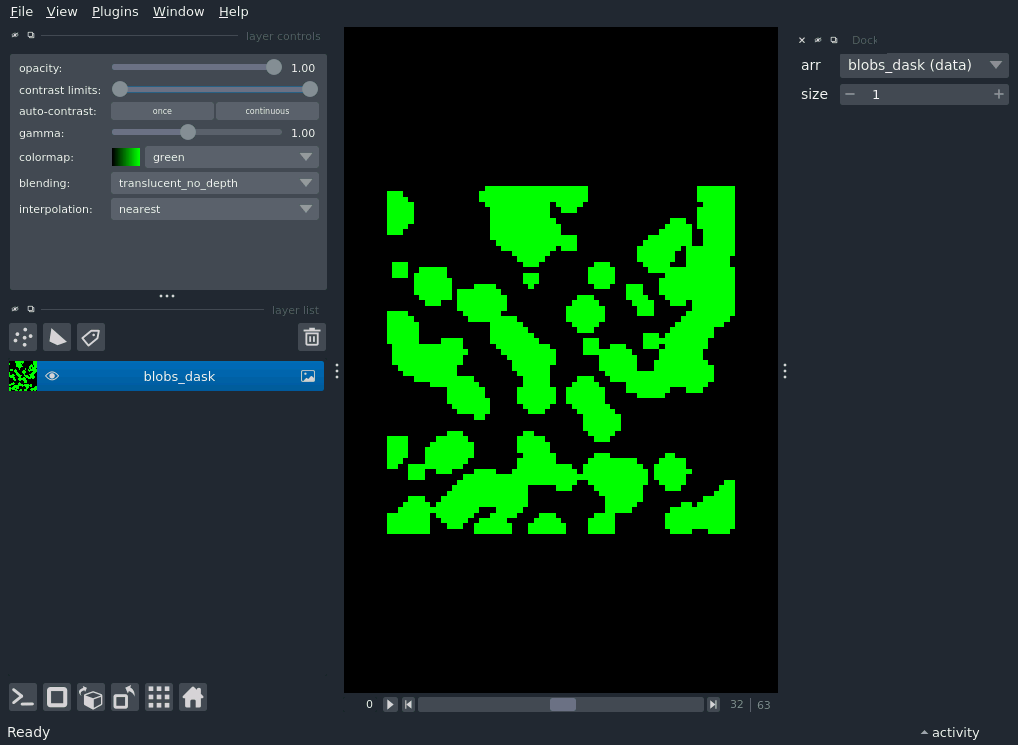 File View Plugins Window Help
layer controls
opacity: 1.00
contrast limits:
auto-contrast: once continuous
gamma: 1.00
colormap: green
blending: translucent_no_depth
interpolation: nearest
layer list
blobs_dask
0 32 63
Dock
arr blobs_dask (data)
size 1
Ready
activity